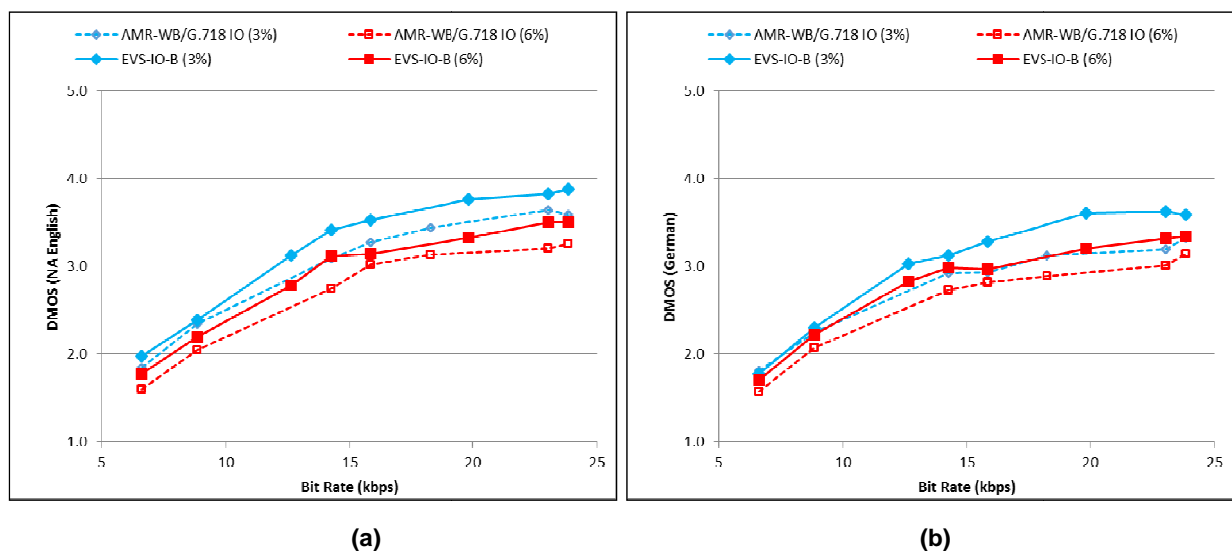 AMR-WB/G.718 IO (3%) AMR-WB/G.718 IO (6%)
EVS-IO-B (3%) EVS-IO-B (6%)
5.0
4.0
3.0
2.0
1.0
DMOS (NA English)
5 10 15 20 25
Bit Rate (kbps)
(a)
AMR-WB/G.718 IO (3%) AMR-WB/G.718 IO (6%)
EVS-IO-B (3%) EVS-IO-B (6%)
5.0
4.0
3.0
2.0
1.0
DMOS (German)
5 10 15 20 25
Bit Rate (kbps)
(b)